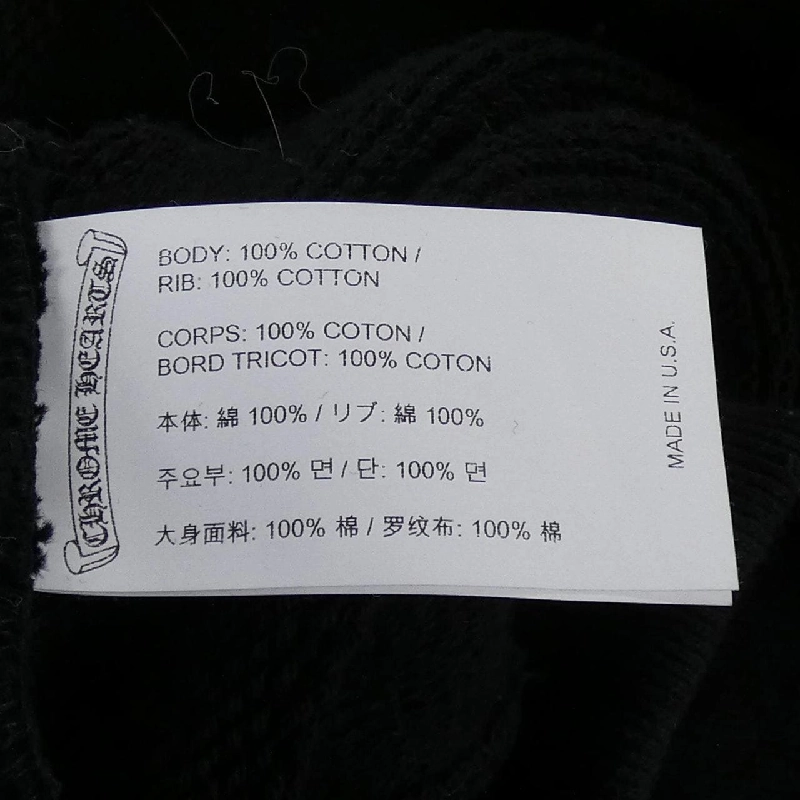 CHROME HEARTS
BODY: 100% COTTON /
RIB: 100% COTTON
CORPS: 100% COTON /
BORD TRICOT: 100% COTON
本体: 綿 100% / リブ: 綿 100%
주요부: 100% 면 / 단: 100% 면
大身面料: 100% 棉 / 罗纹布: 100% 棉
MADE IN U.S.A.